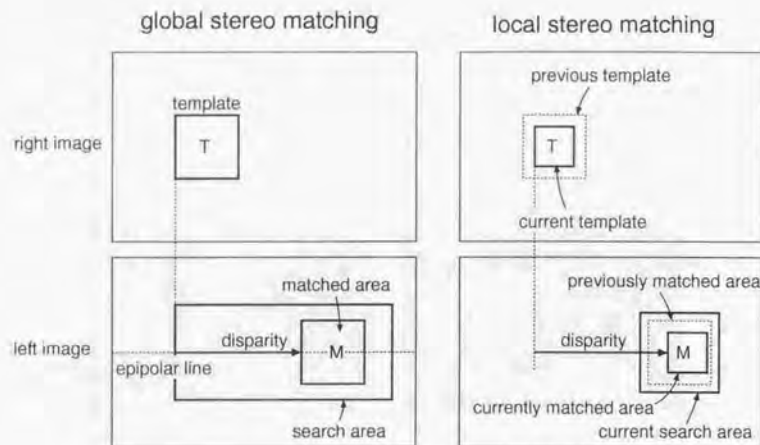 global stereo matching
local stereo matching
right image
template
T
previous template
T
current template
left image
matched area
disparity
M
epipolar line
search area
previously matched area
disparity
M
currently matched area
current search area